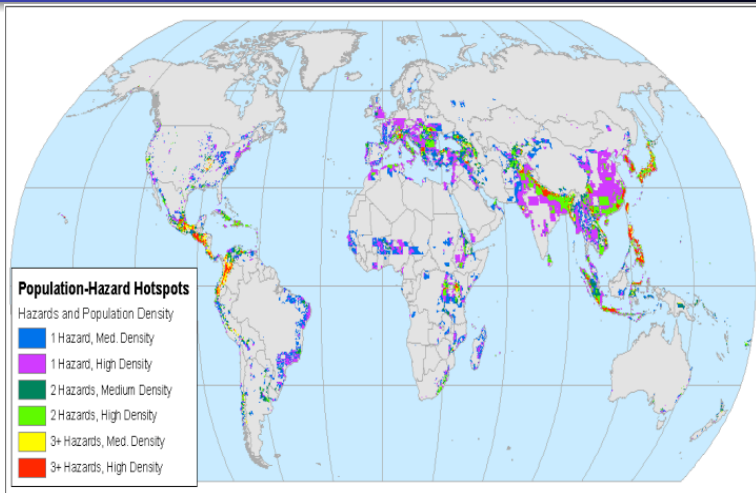 Population-Hazard Hotspots
Hazards and Population Density
1 Hazard, Med. Density
1 Hazard, High Density
2 Hazards, Medium Density
2 Hazards, High Density
3+ Hazards, Med. Density
3+ Hazards, High Density